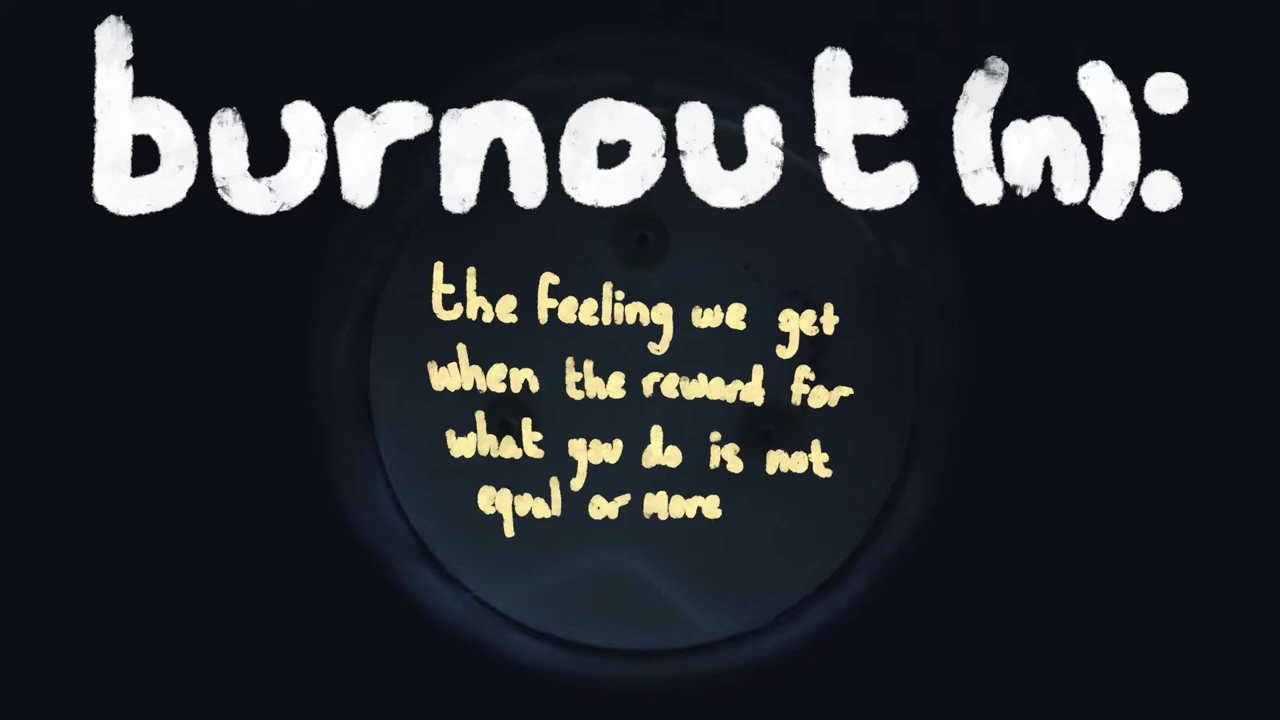 burnout (n):
the feeling we get
when the reward for
what you do is not
equal or more